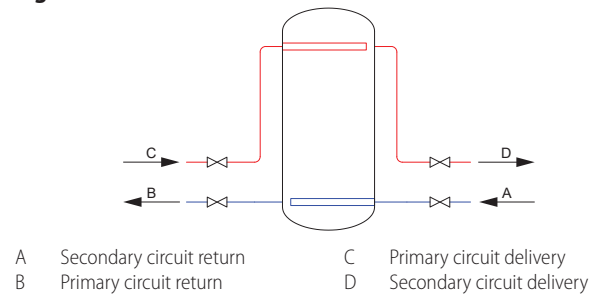 C
D
B
A
A Secondary circuit return
C Primary circuit delivery
B Primary circuit return
D Secondary circuit delivery